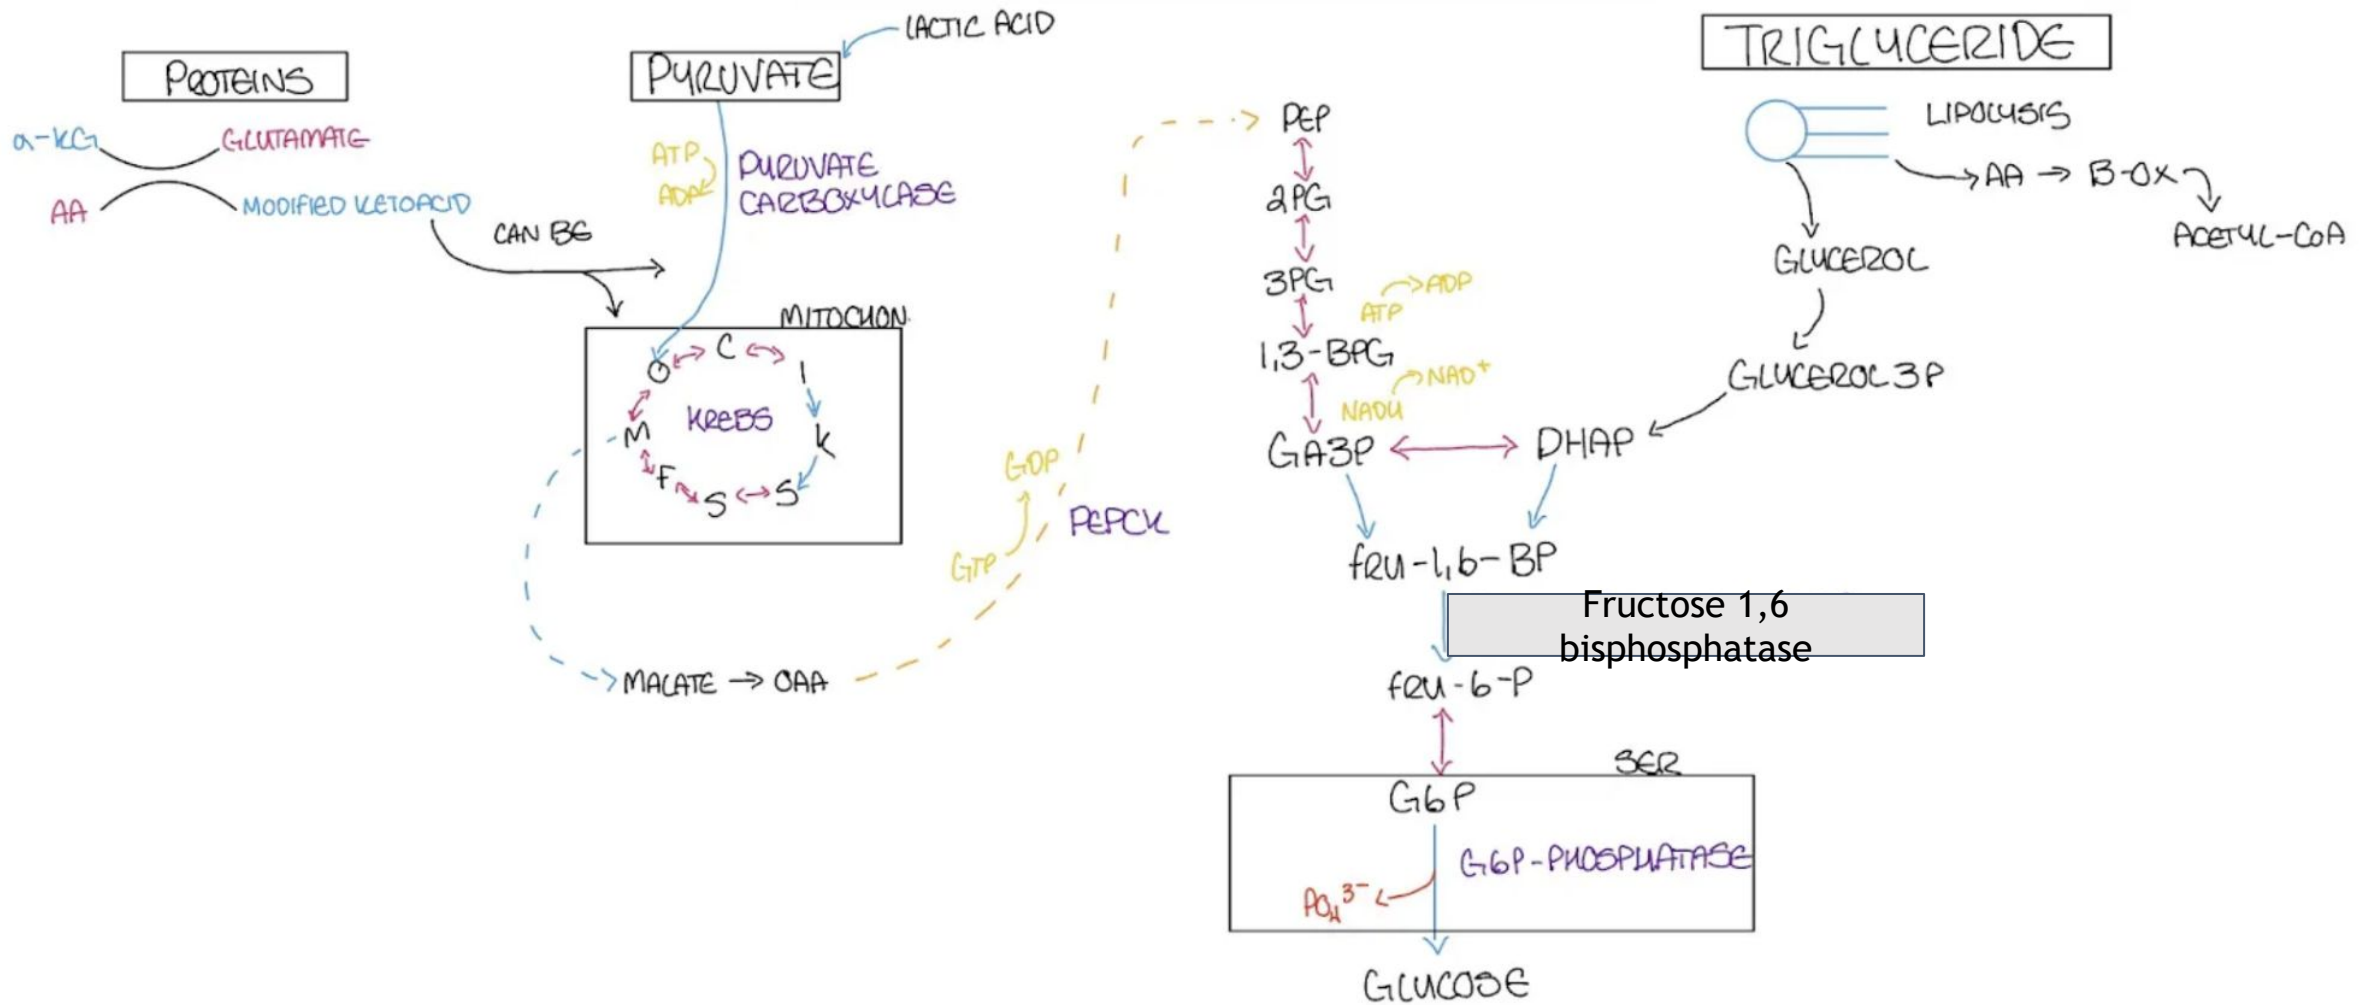 LACTIC ACID
PROTEINS
PYRUVATE
TRIGLYCERIDE
α-KG
GLUTAMATE
AA
MODIFIED KETOACID
CAN BE
ATP
ADP
PYRUVATE
CARBOXYLASE
MITOCHON.
O
C
I
K
S
S
F
M
KREBS
MALATE → OAA
GTP
GDP
PEPCK
PEP
2PG
3PG
ATP → ADP
1,3-BPG
NADH → NAD+
GA3P
DHAP
LIPOLYSIS
AA → B-OX
ACETYL-CoA
GLYCEROL
GLYCEROL 3P
fru-1,6-BP
Fructose 1,6
bisphosphatase
fru-6-P
SER
G6P
G6P-PHOSPHATASE
PO₄³⁻
GLUCOSE